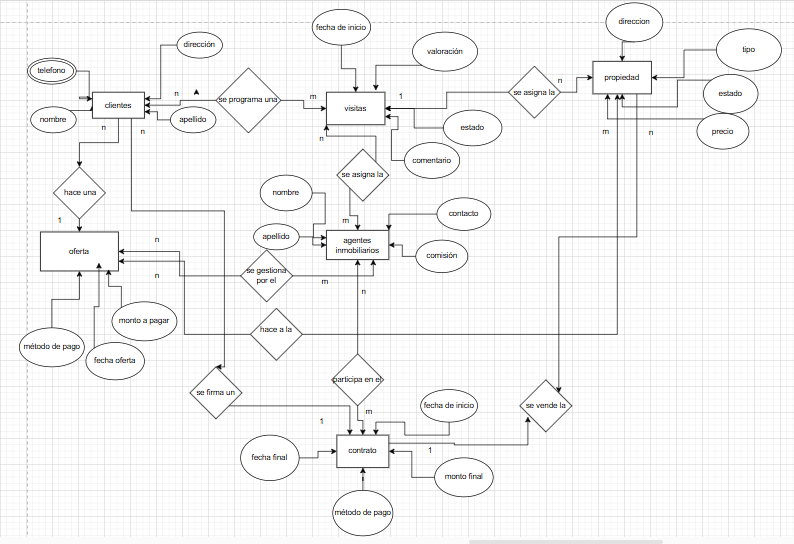 direccion
fecha de inicio
dirección
valoración
tipo
telefono
n
m
1
n
clientes
se programa una
visitas
se asigna la
propiedad
estado
nombre
apellido
estado
precio
n
n
n
m
n
comentario
hace una
se asigna la
nombre
1
m
contacto
oferta
n
apellido
agentes
inmobiliarios
comisión
n
se gestiona
por el
m
n
monto a pagar
hace a la
método de pago
fecha oferta
participa en el
se firma un
fecha de inicio
se vende la
m
1
contrato
1
fecha final
monto final
método de pago